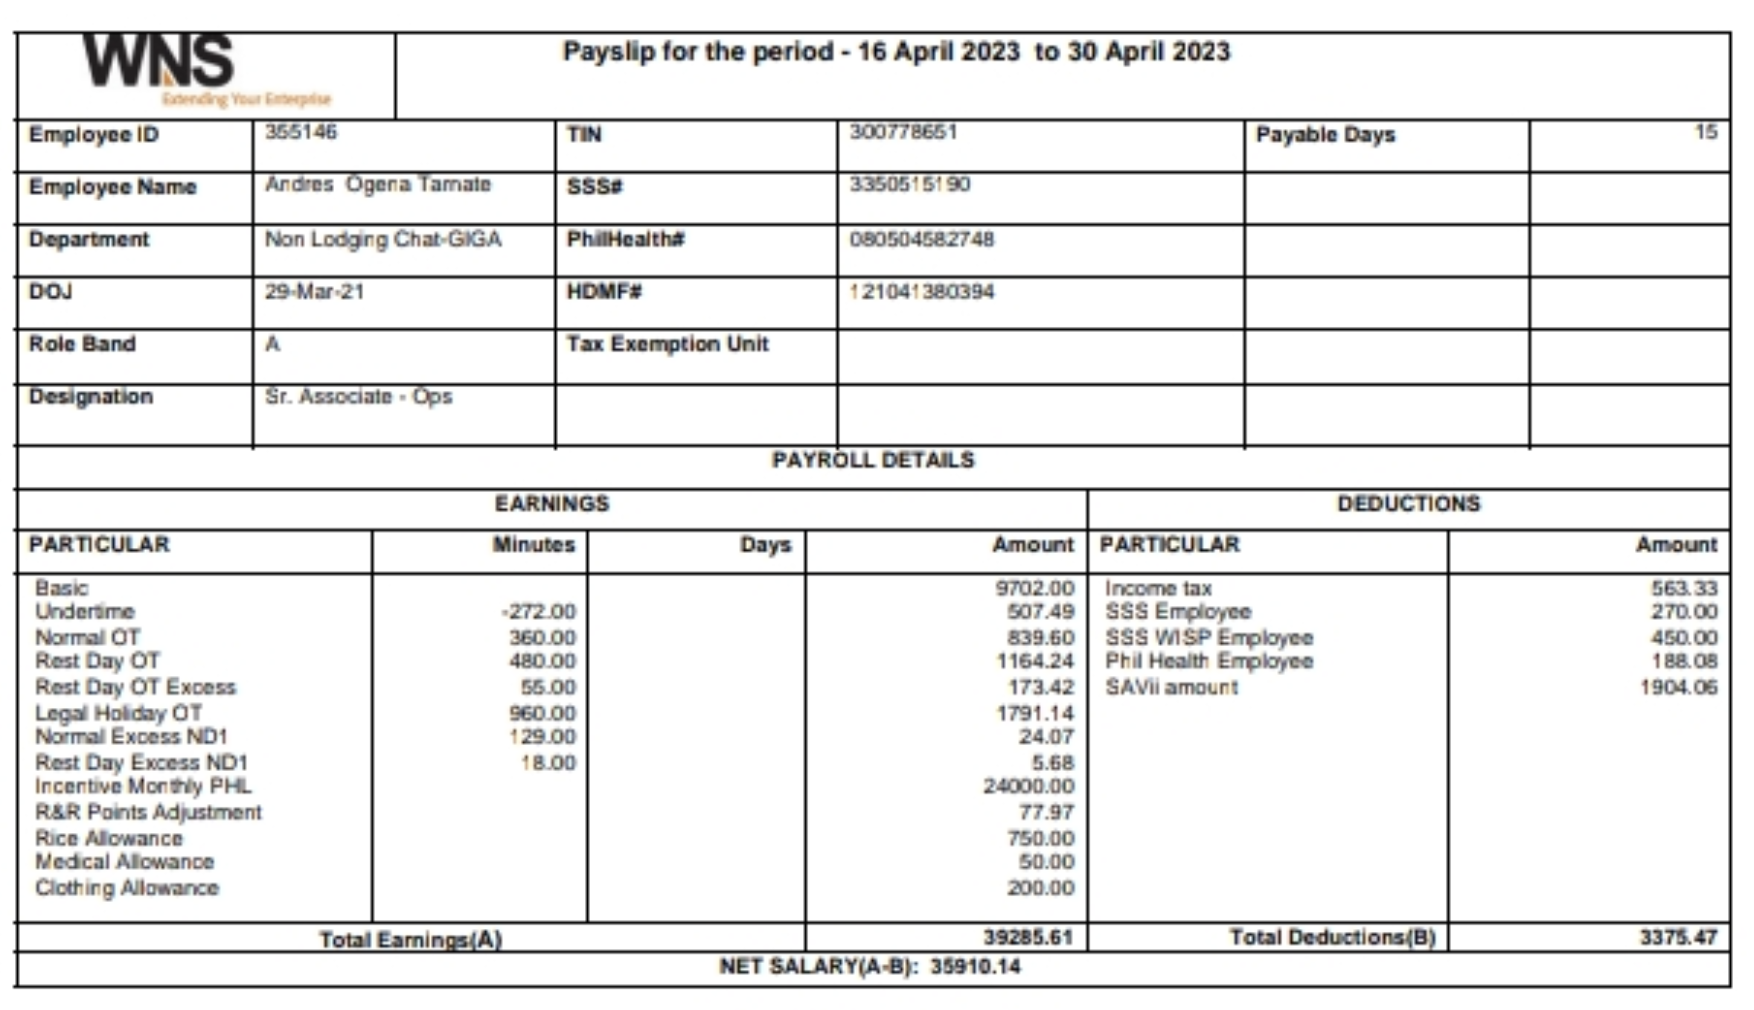 WNS
Extending Your Enterprise
Payslip for the period - 16 April 2023 to 30 April 2023
Employee ID 355146 TIN 300778651 Payable Days 15
Employee Name Andres Ogena Tamate SSS# 3350515190
Department Non Lodging Chat-GIGA PhilHealth# 080504582748
DOJ 29-Mar-21 HDMF# 121041380394
Role Band A Tax Exemption Unit
Designation Sr. Associate - Ops
PAYROLL DETAILS
EARNINGS DEDUCTIONS
PARTICULAR Minutes Days Amount PARTICULAR Amount
Basic 9702.00 Income tax 563.33
Undertime -272.00 507.49 SSS Employee 270.00
Normal OT 360.00 839.60 SSS WISP Employee 450.00
Rest Day OT 480.00 1164.24 Phil Health Employee 188.08
Rest Day OT Excess 55.00 173.42 SAVii amount 1904.06
Legal Holiday OT 960.00 1791.14
Normal Excess ND1 129.00 24.07
Rest Day Excess ND1 18.00 5.68
Incentive Monthly PHL 24000.00
R&R Points Adjustment 77.97
Rice Allowance 750.00
Medical Allowance 50.00
Clothing Allowance 200.00
Total Earnings(A) 39285.61 Total Deductions(B) 3375.47
NET SALARY(A-B): 35910.14